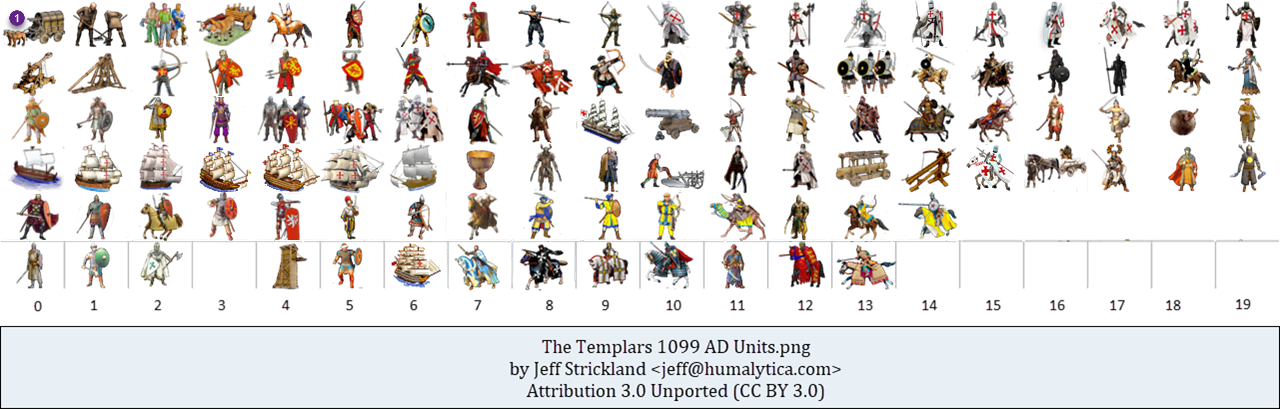 1
0 1 2 3 4 5 6 7 8 9 10 11 12 13 14 15 16 17 18 19
The Templars 1099 AD Units.png
by Jeff Strickland <jeff@humalytica.com>
Attribution 3.0 Unported (CC BY 3.0)